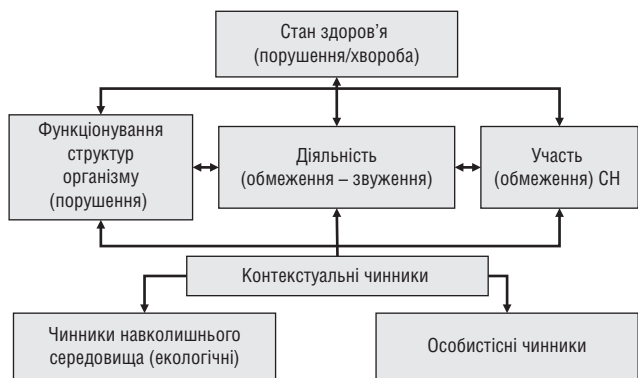 Стан здоров’я
(порушення/хвороба)
Функціонування
структур
організму
(порушення)
Діяльність
(обмеження – звуження)
Участь
(обмеження) СН
Контекстуальні чинники
Чинники навколишнього
середовища (екологічні)
Особистісні чинники